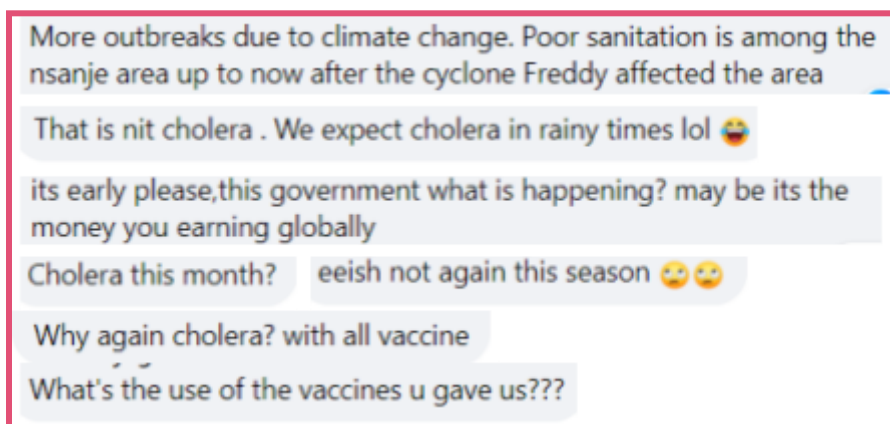 More outbreaks due to climate change. Poor sanitation is among the
nsanje area up to now after the cyclone Freddy affected the area
That is nit cholera . We expect cholera in rainy times lol 😂
its early please,this government what is happening? may be its the
money you earning globally
Cholera this month?
eeish not again this season 🙄🙄
Why again cholera? with all vaccine
What's the use of the vaccines u gave us???